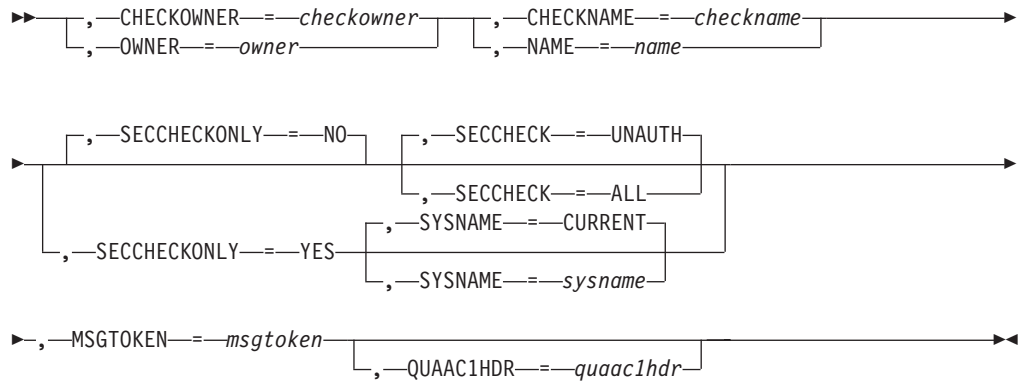 ,—CHECKOWNER—=—checkowner ,—CHECKNAME—=—checkname
,—OWNER—=—owner ,—NAME—=—name
,—SECCHECKONLY—=—NO ,—SECCHECK—=—UNAUTH
,—SECCHECK—=—ALL
,—SECCHECKONLY—=—YES ,—SYSNAME—=—CURRENT
,—SYSNAME—=—sysname
,—MSGTOKEN—=—msgtoken
,—QUAAC1HDR—=—quaac1hdr